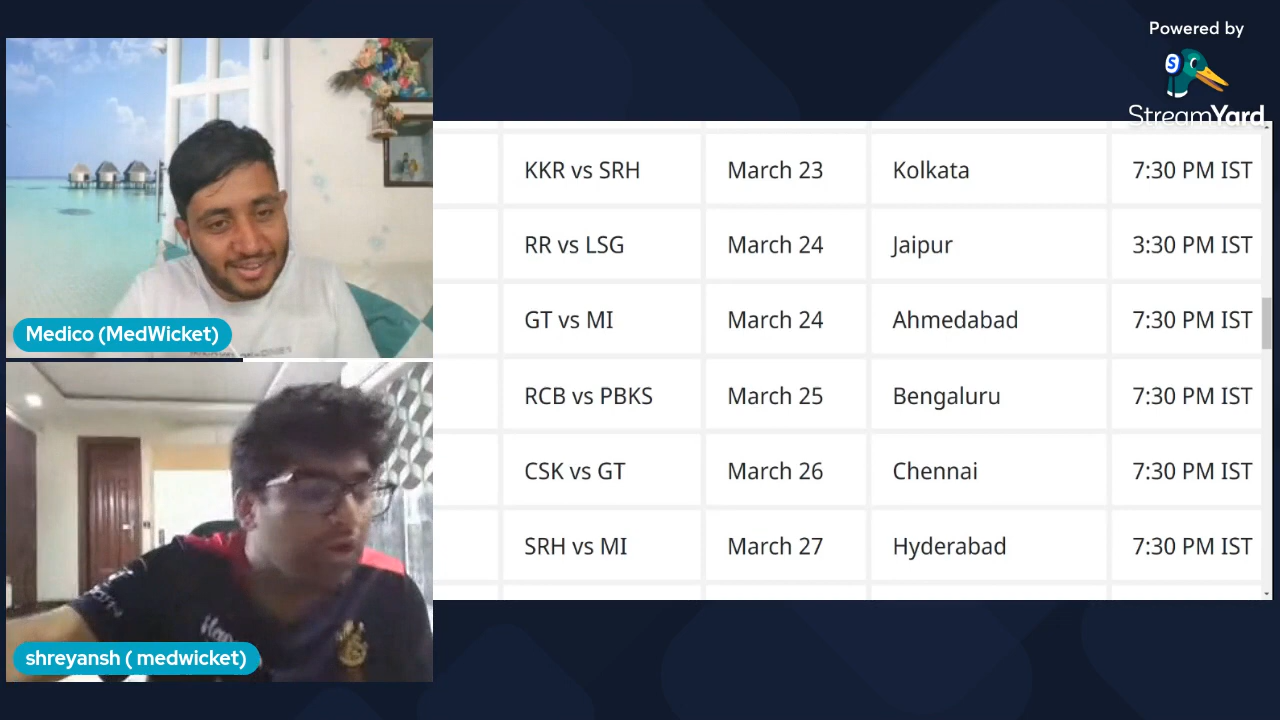 Powered by
StreamYard
Medico (MedWicket)
shreyansh ( medwicket)
KKR vs SRH March 23 Kolkata 7:30 PM IST
RR vs LSG March 24 Jaipur 3:30 PM IST
GT vs MI March 24 Ahmedabad 7:30 PM IST
RCB vs PBKS March 25 Bengaluru 7:30 PM IST
CSK vs GT March 26 Chennai 7:30 PM IST
SRH vs MI March 27 Hyderabad 7:30 PM IST